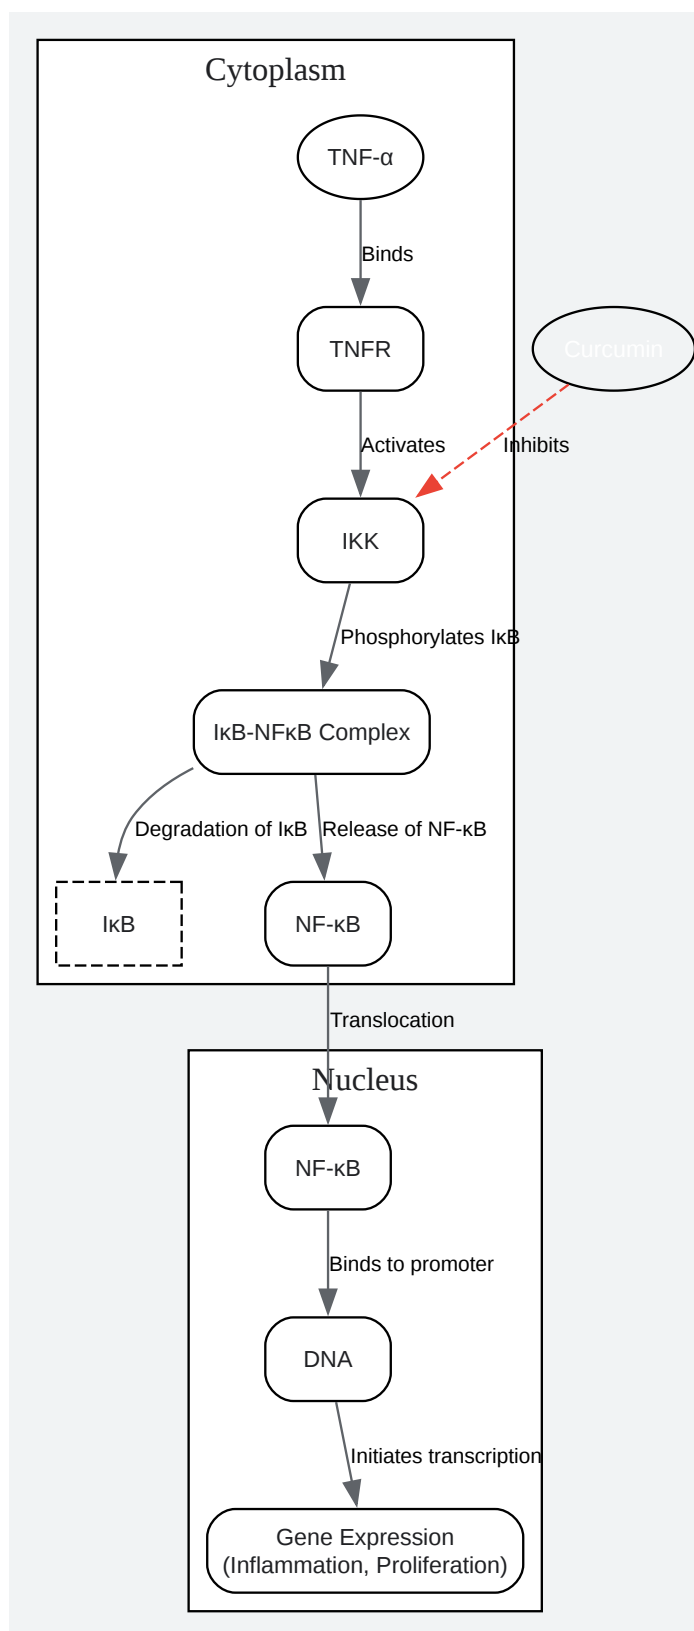 Cytoplasm
TNF-α
Binds
TNFR
Curcumin
Activates
Inhibits
IKK
Phosphorylates IκB
IκB-NFκB Complex
Degradation of IκB
Release of NF-κB
IκB
NF-κB
Translocation
Nucleus
NF-κB
Binds to promoter
DNA
Initiates transcription
Gene Expression
(Inflammation, Proliferation)